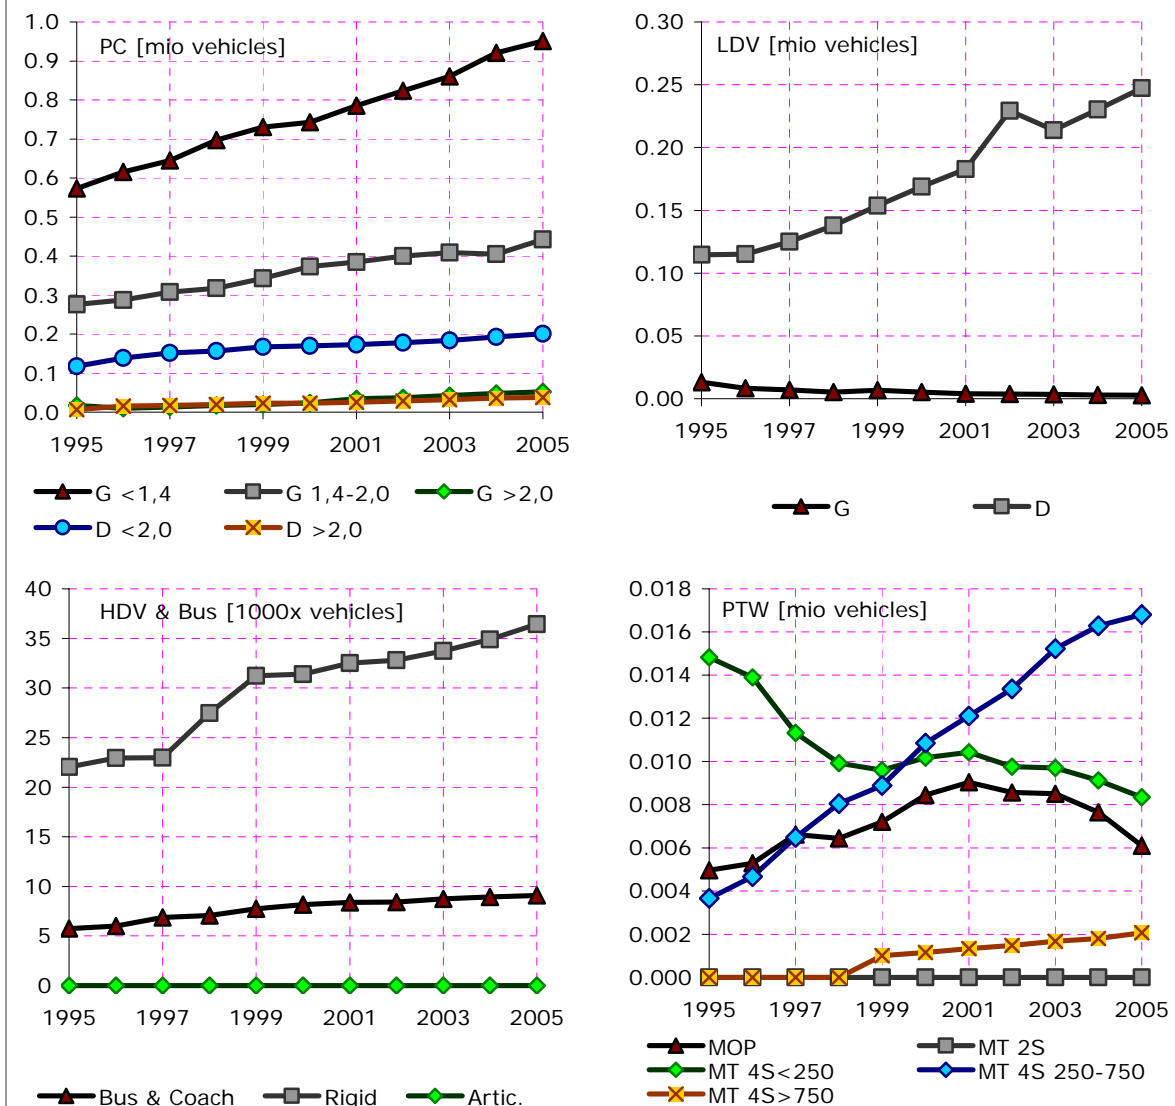 PC [mio vehicles]
1.0
0.9
0.8
0.7
0.6
0.5
0.4
0.3
0.2
0.1
0.0
1995 1997 1999 2001 2003 2005
G <1,4 G 1,4-2,0 G >2,0
D <2,0 D >2,0
LDV [mio vehicles]
0.30
0.25
0.20
0.15
0.10
0.05
0.00
1995 1997 1999 2001 2003 2005
G D
HDV & Bus [1000x vehicles]
40
35
30
25
20
15
10
5
0
1995 1997 1999 2001 2003 2005
Bus & Coach Rigid Artic.
PTW [mio vehicles]
0.018
0.016
0.014
0.012
0.010
0.008
0.006
0.004
0.002
0.000
1995 1997 1999 2001 2003 2005
MOP MT 2S
MT 4S<250 MT 4S 250-750
MT 4S>750